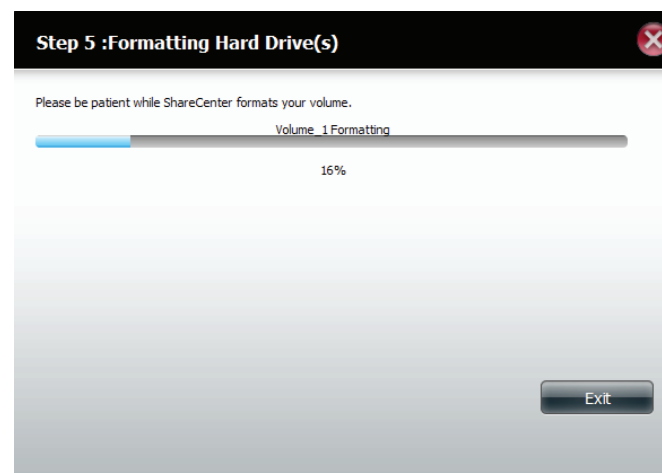 Step 5 :Formatting Hard Drive(s)
Please be patient while ShareCenter formats your volume.
Volume_1 Formatting
16%
Exit